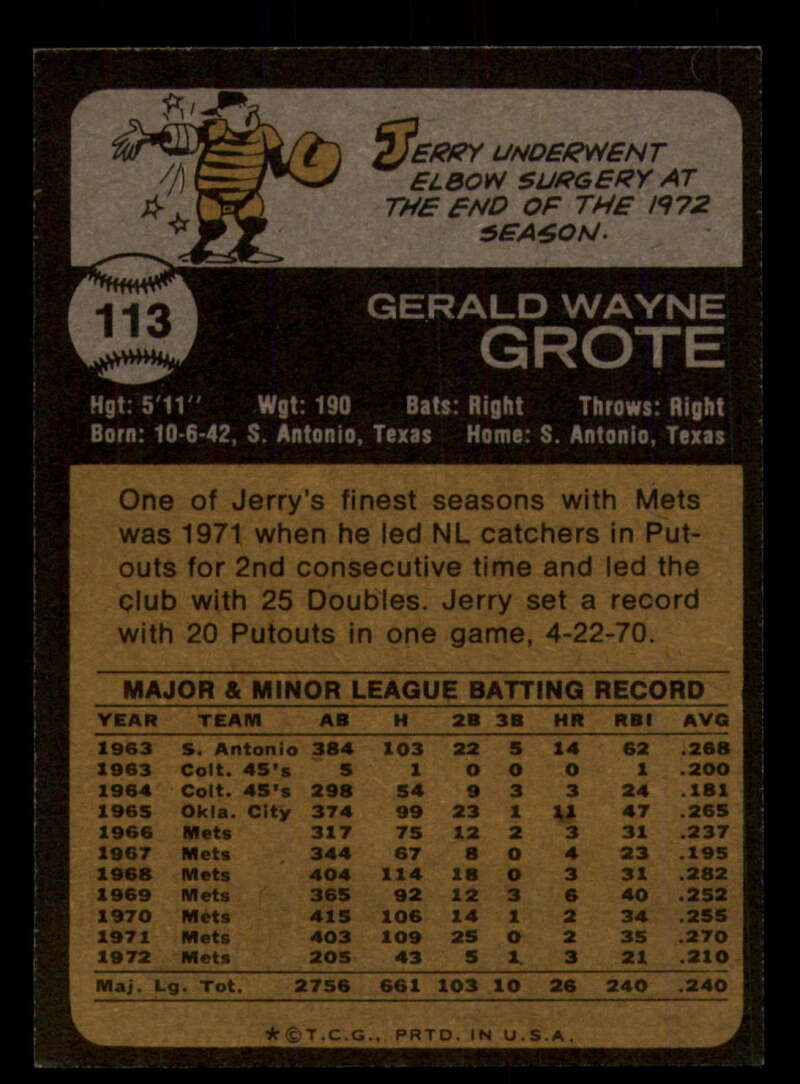 JERRY UNDERWENT
ELBOW SURGERY AT
THE END OF THE 1972
SEASON.
113
GERALD WAYNE
GROTE
Hgt: 5'11" Wgt: 190 Bats: Right Throws: Right
Born: 10-6-42, S. Antonio, Texas Home: S. Antonio, Texas
One of Jerry's finest seasons with Mets
was 1971 when he led NL catchers in Put-
outs for 2nd consecutive time and led the
club with 25 Doubles. Jerry set a record
with 20 Putouts in one game, 4-22-70.
MAJOR & MINOR LEAGUE BATTING RECORD
YEAR TEAM AB H 2B 3B HR RBI AVG
1963 S. Antonio 384 103 22 5 14 62 .268
1963 Colt. 45's 5 1 0 0 0 1 .200
1964 Colt. 45's 298 54 9 3 3 24 .181
1965 Okla. City 374 99 23 1 11 47 .265
1966 Mets 317 75 12 2 3 31 .237
1967 Mets 344 67 8 0 4 23 .195
1968 Mets 404 114 18 0 3 31 .282
1969 Mets 365 92 12 3 6 40 .252
1970 Mets 415 106 14 1 2 34 .255
1971 Mets 403 109 25 0 2 35 .270
1972 Mets 205 43 5 1 3 21 .210
Maj. Lg. Tot. 2756 661 103 10 26 240 .240
*©T.C.G., PRTD. IN U.S.A.